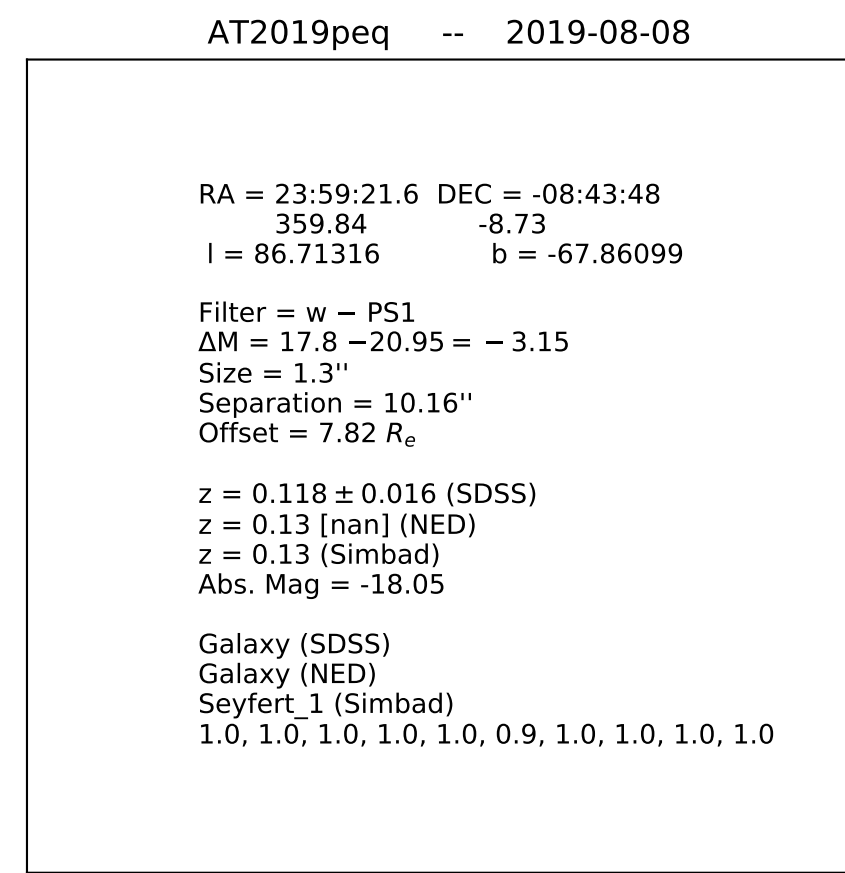 AT2019peq -- 2019-08-08
RA = 23:59:21.6 DEC = -08:43:48
359.84 -8.73
l = 86.71316 b = -67.86099
Filter = w − PS1
ΔM = 17.8 −20.95 = − 3.15
Size = 1.3''
Separation = 10.16''
Offset = 7.82 Rₑ
z = 0.118 ± 0.016 (SDSS)
z = 0.13 [nan] (NED)
z = 0.13 (Simbad)
Abs. Mag = -18.05
Galaxy (SDSS)
Galaxy (NED)
Seyfert_1 (Simbad)
1.0, 1.0, 1.0, 1.0, 1.0, 0.9, 1.0, 1.0, 1.0, 1.0